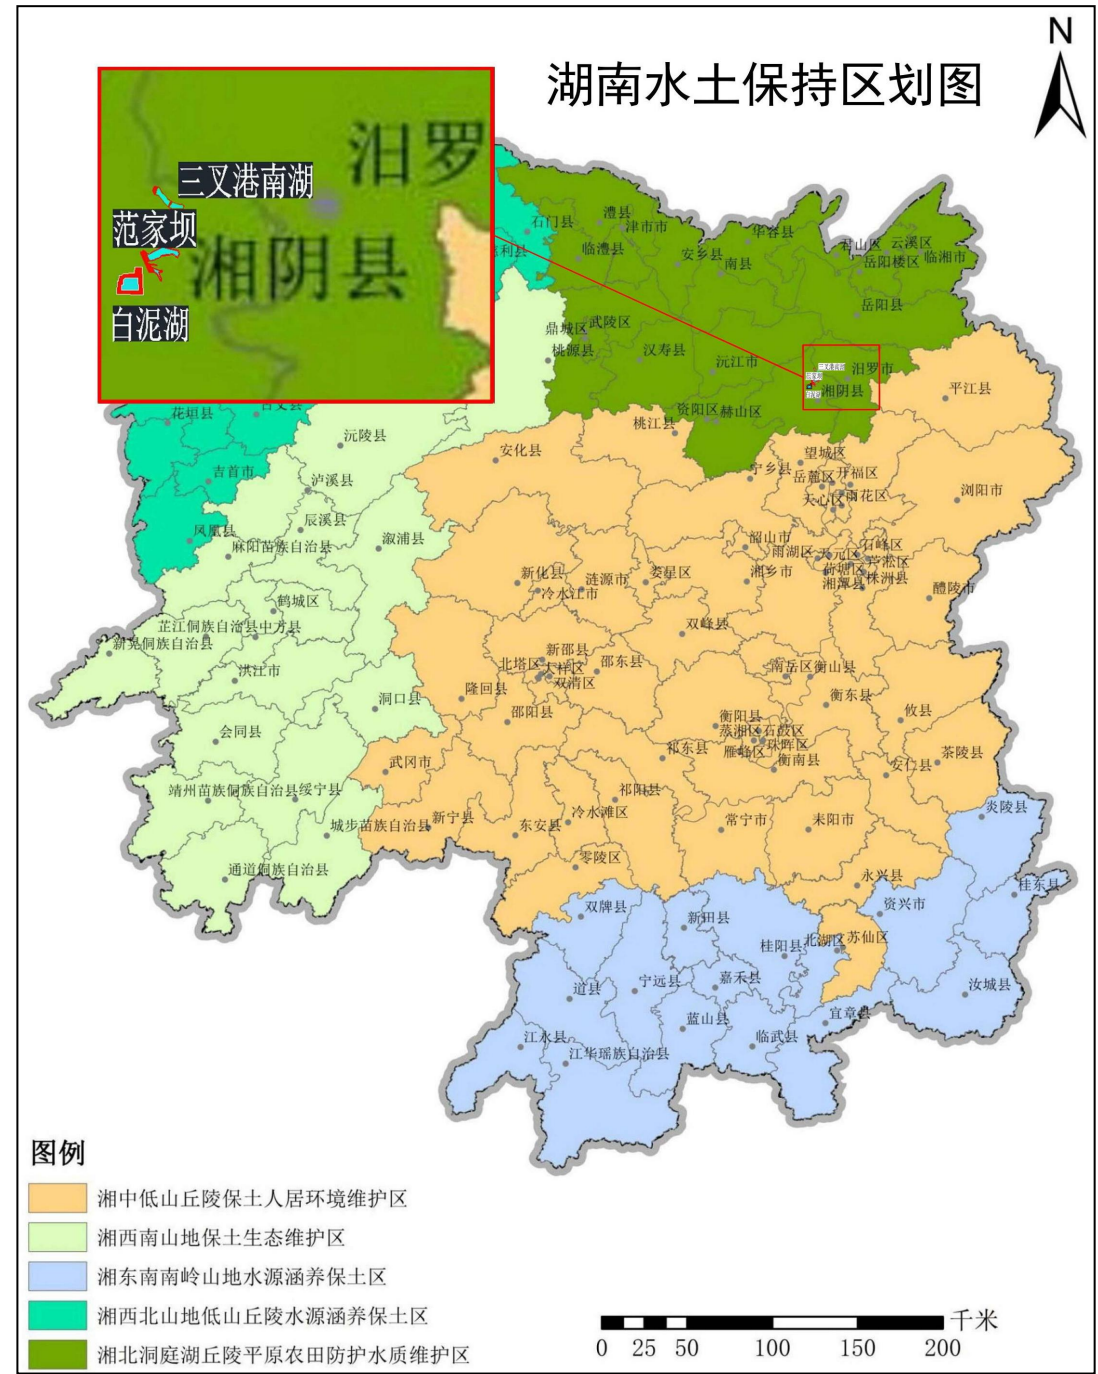 湖南水土保持区划图
N
汨罗
三叉港南湖
范家坝
湘阴县
白泥湖
石门县
澧县
津市市
临澧县
安乡县
华容县
南县
君山区
云溪区
岳阳楼区
临湘市
岳阳县
鼎城区
武陵区
桃源县
汉寿县
沅江市
汨罗市
湘阴县
平江县
资阳区
赫山区
桃江县
花垣县
沅陵县
安化县
宁乡县
望城区
岳麓区
开福区
天心区
雨花区
浏阳市
吉首市
泸溪县
凤凰县
辰溪县
麻阳苗族自治县
溆浦县
韶山市
雨湖区
石峰区
芦淞区
荷塘区
湘潭县
株洲县
湘乡市
醴陵市
新化县
涟源市
娄星区
冷水江市
鹤城区
芷江侗族自治县
中方县
新晃侗族自治县
洪江市
双峰县
新邵县
北塔区
大祥区
双清区
邵东县
南岳区
衡山县
衡东县
隆回县
洞口县
邵阳县
会同县
衡阳县
蒸湘区
石鼓区
珠晖区
雁峰区
衡南县
攸县
茶陵县
安仁县
祁东县
武冈市
靖州苗族侗族自治县
绥宁县
祁阳县
城步苗族自治县
新宁县
东安县
冷水滩区
常宁市
耒阳市
炎陵县
零陵区
通道侗族自治县
永兴县
资兴市
桂东县
双牌县
新田县
桂阳县
北湖区
苏仙区
道县
宁远县
嘉禾县
汝城县
蓝山县
宜章县
临武县
江永县
江华瑶族自治县
图例
湘中低山丘陵保土人居环境维护区
湘西南山地保土生态维护区
湘东南南岭山地水源涵养保土区
湘西北山地低山丘陵水源涵养保土区
湘北洞庭湖丘陵平原农田防护水质维护区
千米
0 25 50 100 150 200